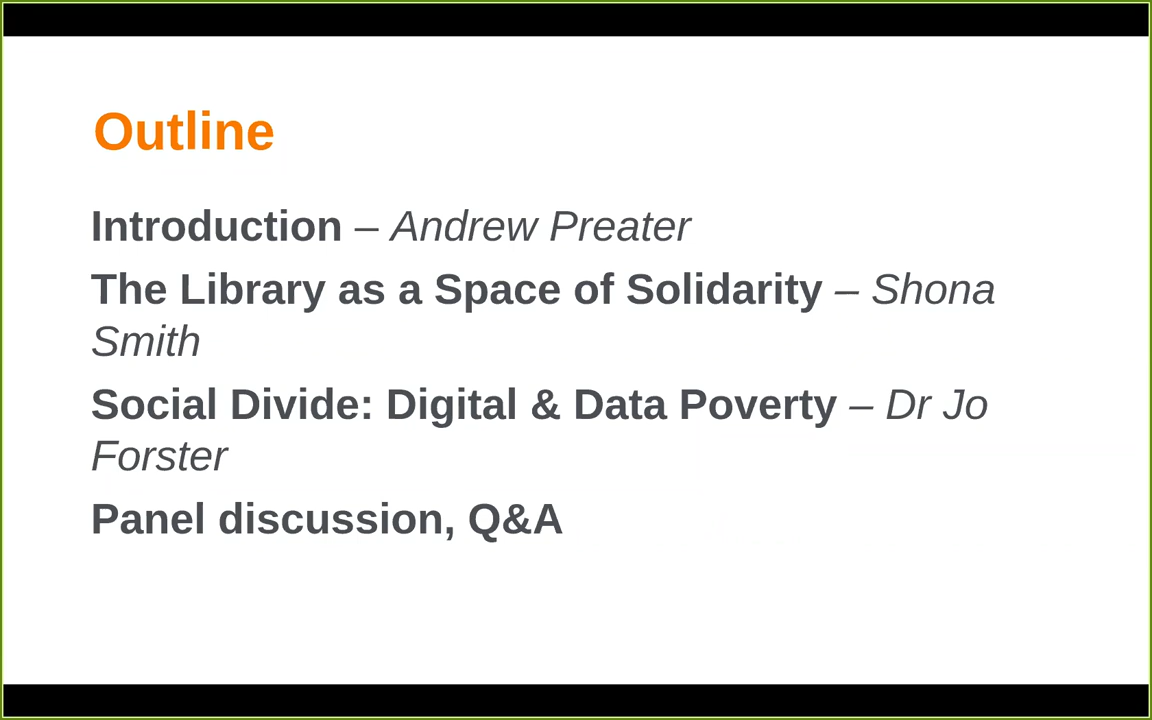 Outline
Introduction – Andrew Preater
The Library as a Space of Solidarity – Shona
Smith
Social Divide: Digital & Data Poverty – Dr Jo
Forster
Panel discussion, Q&A